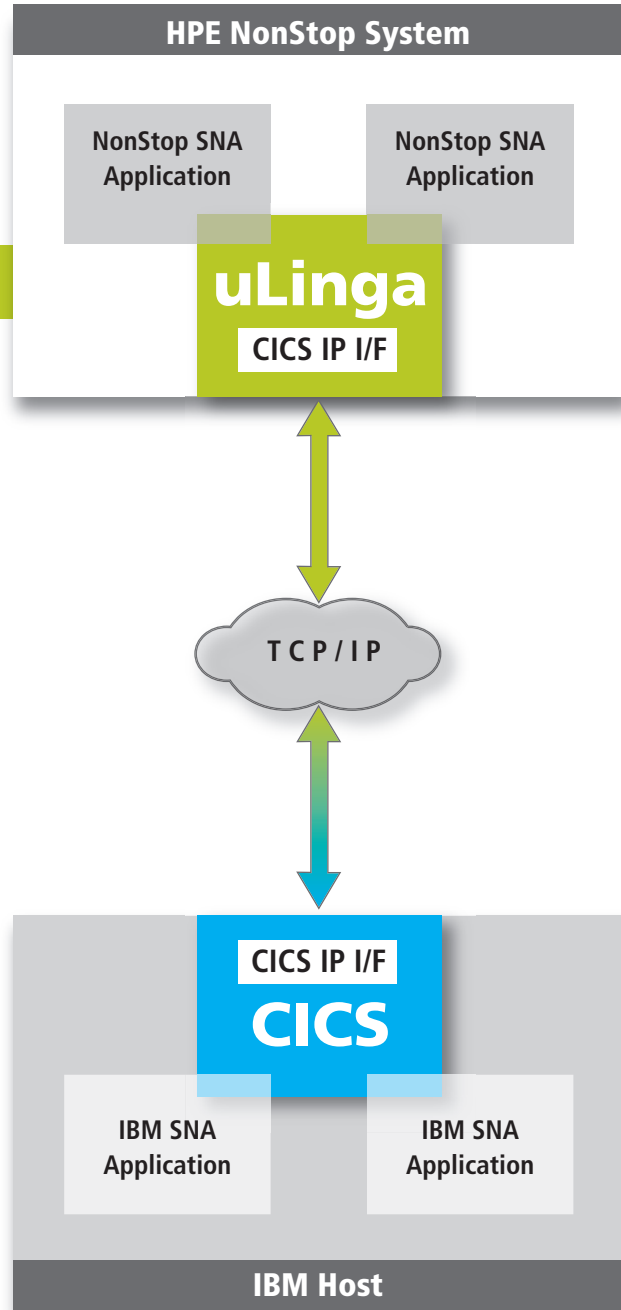 HPE NonStop System
NonStop SNA
Application
NonStop SNA
Application
uLinga
CICS IP I/F
TCP/IP
CICS IP I/F
CICS
IBM SNA
Application
IBM SNA
Application
IBM Host